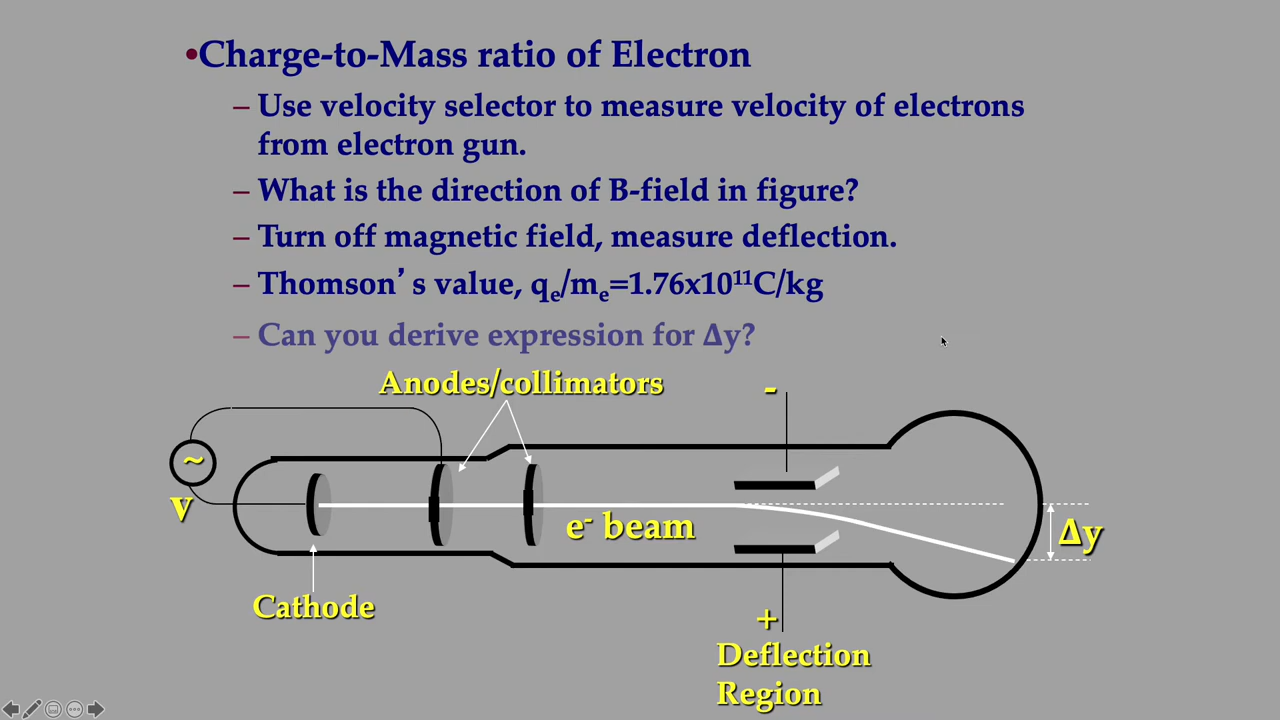 •Charge-to-Mass ratio of Electron
– Use velocity selector to measure velocity of electrons
from electron gun.
– What is the direction of B-field in figure?
– Turn off magnetic field, measure deflection.
– Thomson’s value, qₑ/mₑ=1.76x10¹¹C/kg
– Can you derive expression for Δy?
Anodes/collimators
-
~
v
e⁻ beam
Δy
Cathode
+
Deflection
Region